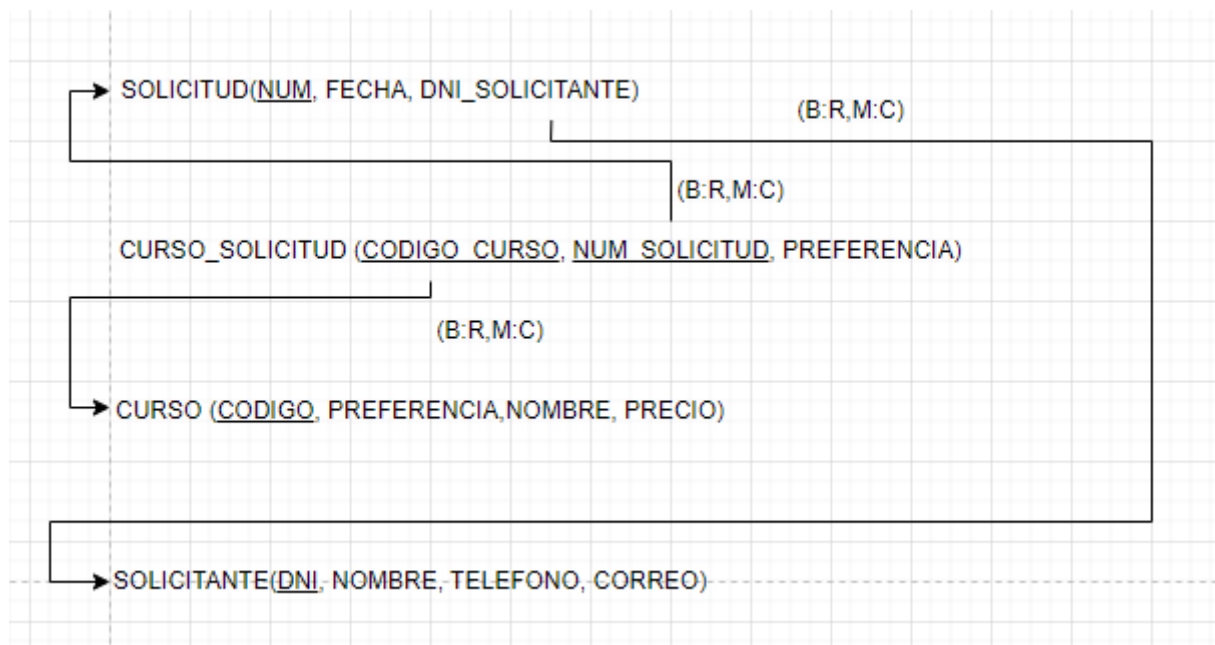 SOLICITUD(NUM, FECHA, DNI_SOLICITANTE)
(B:R,M:C)
(B:R,M:C)
CURSO_SOLICITUD (CODIGO_CURSO, NUM_SOLICITUD, PREFERENCIA)
(B:R,M:C)
CURSO (CODIGO, PREFERENCIA,NOMBRE, PRECIO)
SOLICITANTE(DNI, NOMBRE, TELEFONO, CORREO)